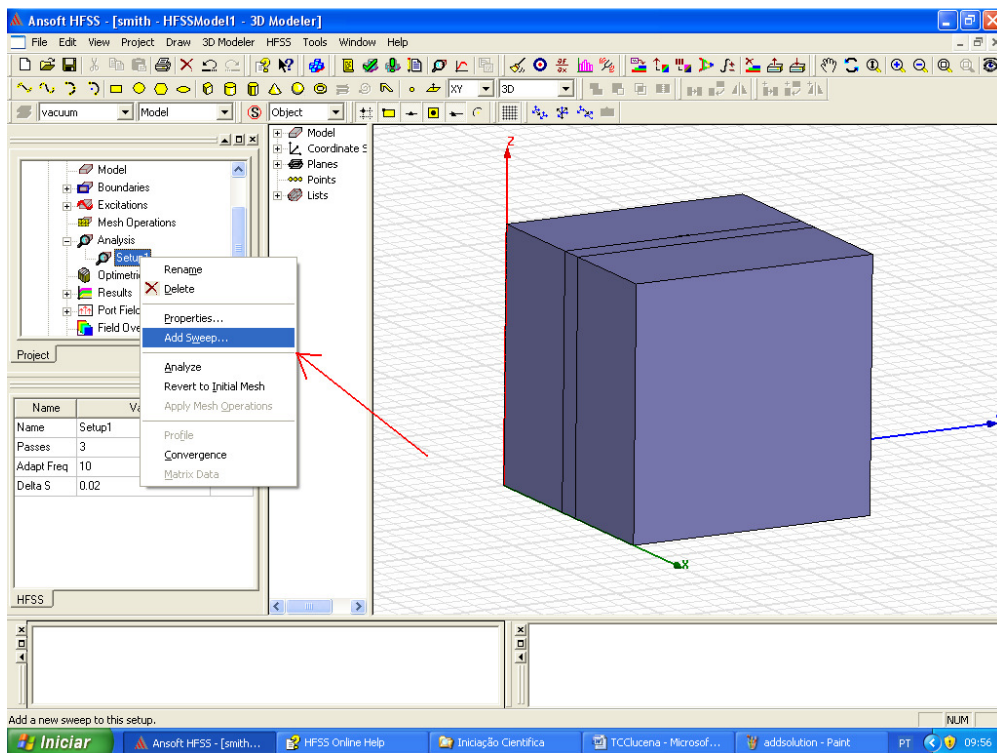 Ansoft HFSS - [smith - HFSSModel1 - 3D Modeler]
File Edit View Project Draw 3D Modeler HFSS Tools Window Help
XY 3D
vacuum Model Object
Model
Boundaries
Excitations
Mesh Operations
Analysis
Setup1
Optimetri
Results
Port Field
Field Ove
Project
Model
Coordinate S
Planes
Points
Lists
Rename
Delete
Properties...
Add Sweep...
Analyze
Revert to Initial Mesh
Apply Mesh Operations
Profile
Convergence
Matrix Data
Name Va
Name Setup1
Passes 3
Adapt Freq 10
Delta S 0.02
HFSS
Z
X
Add a new sweep to this setup.
NUM
Iniciar
Ansoft HFSS - [smith...
HFSS Online Help
Iniciação Cientifica
TCClucena - Microsof...
addsolution - Paint
PT
09:56